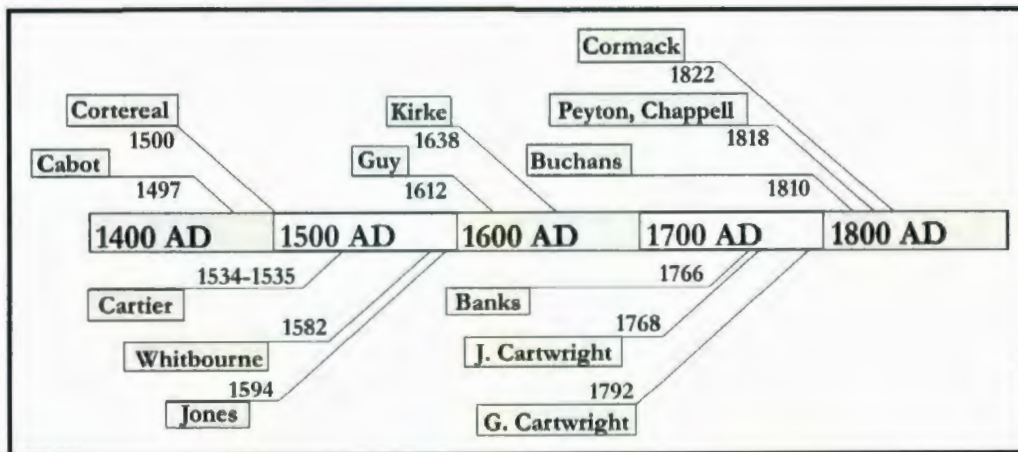 Cormack
1822
Cortereal
1500
Kirke
1638
Peyton, Chappell
1818
Cabot
1497
Guy
1612
Buchans
1810
1400 AD 1500 AD 1600 AD 1700 AD 1800 AD
1534-1535
Cartier
1766
Banks
1582
Whitbourne
1768
J. Cartwright
1594
Jones
1792
G. Cartwright